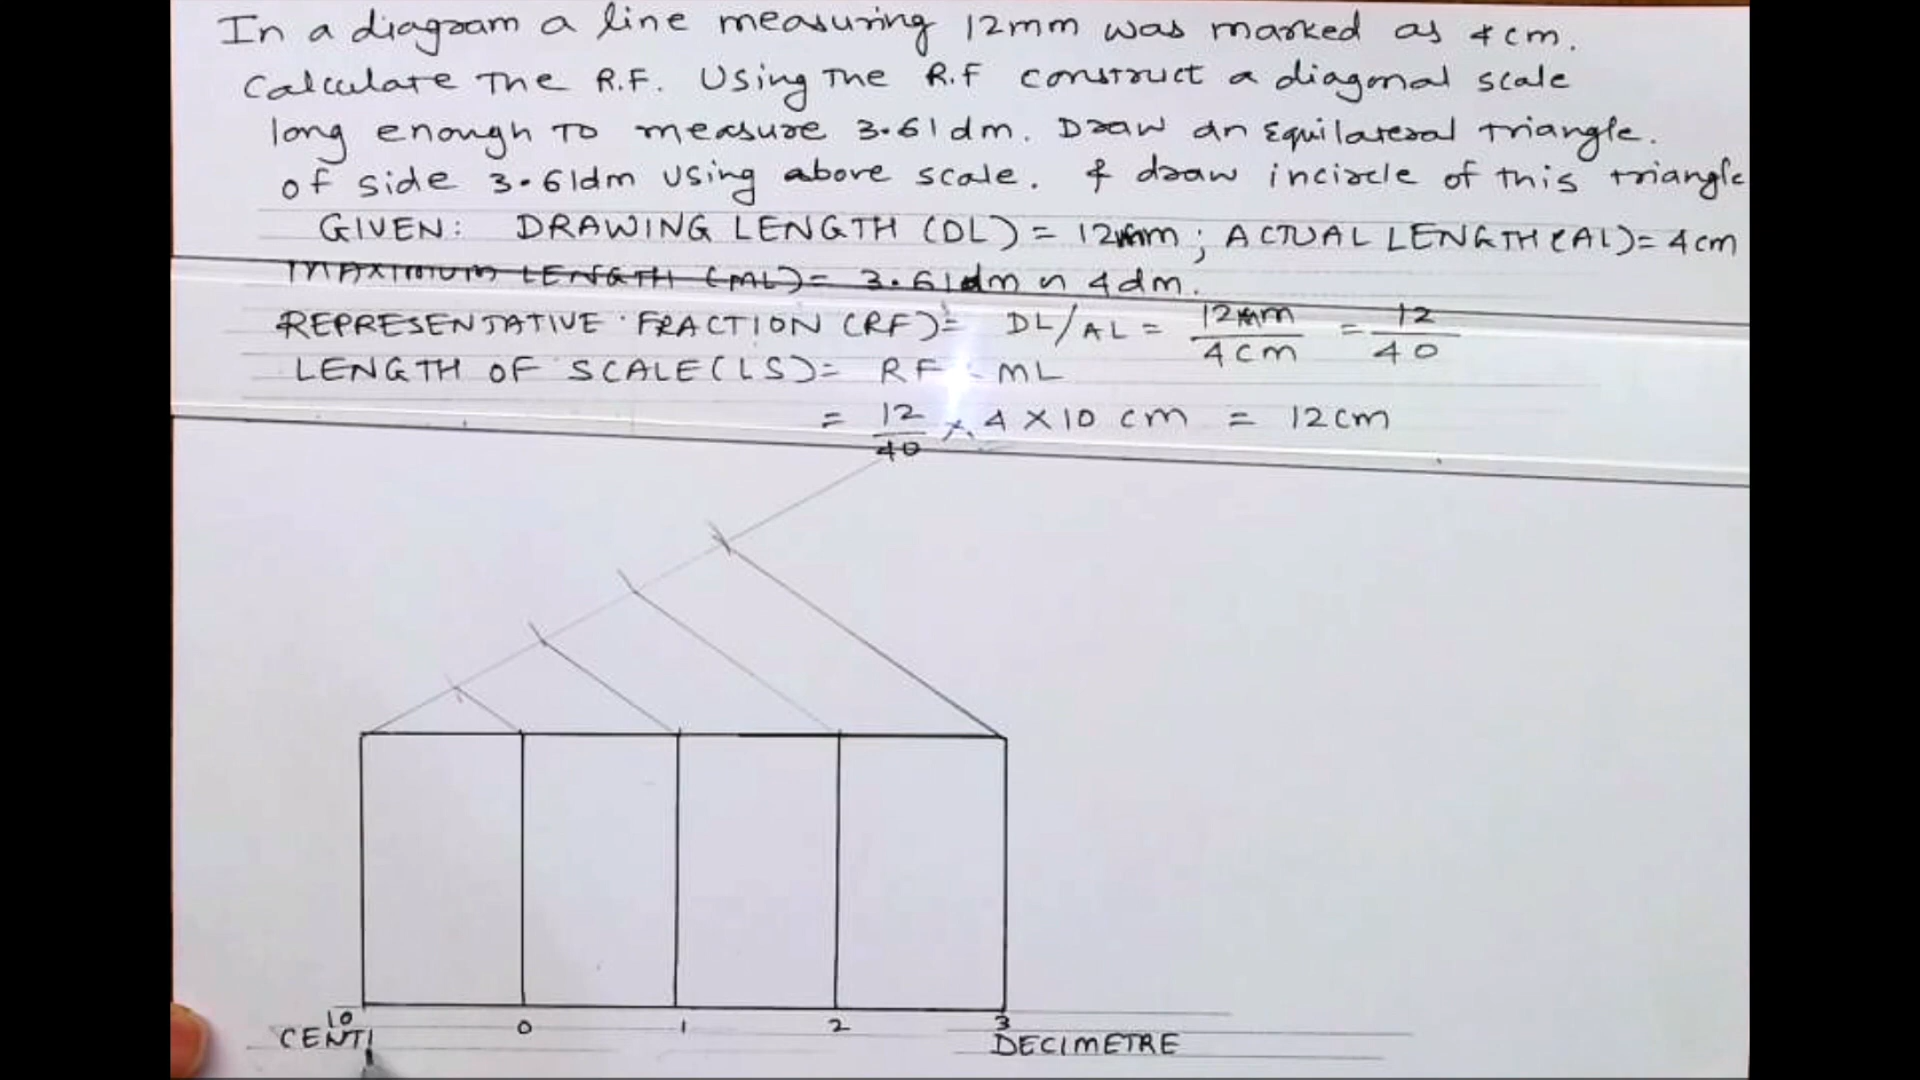 In a diagram a line measuring 12mm was marked as 4cm.
Calculate The R.F. Using The R.F construct a diagonal scale
long enough To measure 3.61dm. Draw an Equilateral triangle.
of side 3.61dm using above scale. & draw incircle of this triangle
GIVEN: DRAWING LENGTH (DL) = 12mm ; ACTUAL LENGTH (AL) = 4cm
MAXIMUM LENGTH (ML) = 3.61dm ~ 4dm.
REPRESENTATIVE FRACTION (RF) = DL/AL = 12mm/4cm = 12/40
LENGTH OF SCALE (LS) = RF ML
= 12/40 × 4 × 10 cm = 12cm
10 0 1 2 3
CENTI DECIMETRE